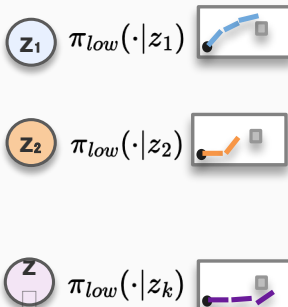 z₁ π_low(·|z₁)
z₂ π_low(·|z₂)
z□ π_low(·|z_k)